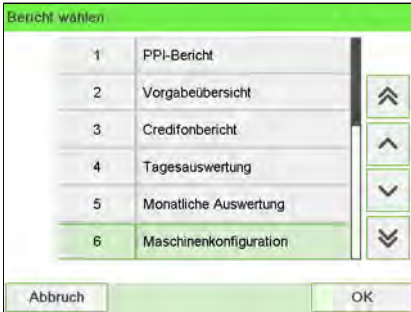 Bericht wählen
1 PPI-Bericht
2 Vorgabeübersicht
3 Credifonbericht
4 Tagesauswertung
5 Monatliche Auswertung
6 Maschinenkonfiguration
Abbruch OK